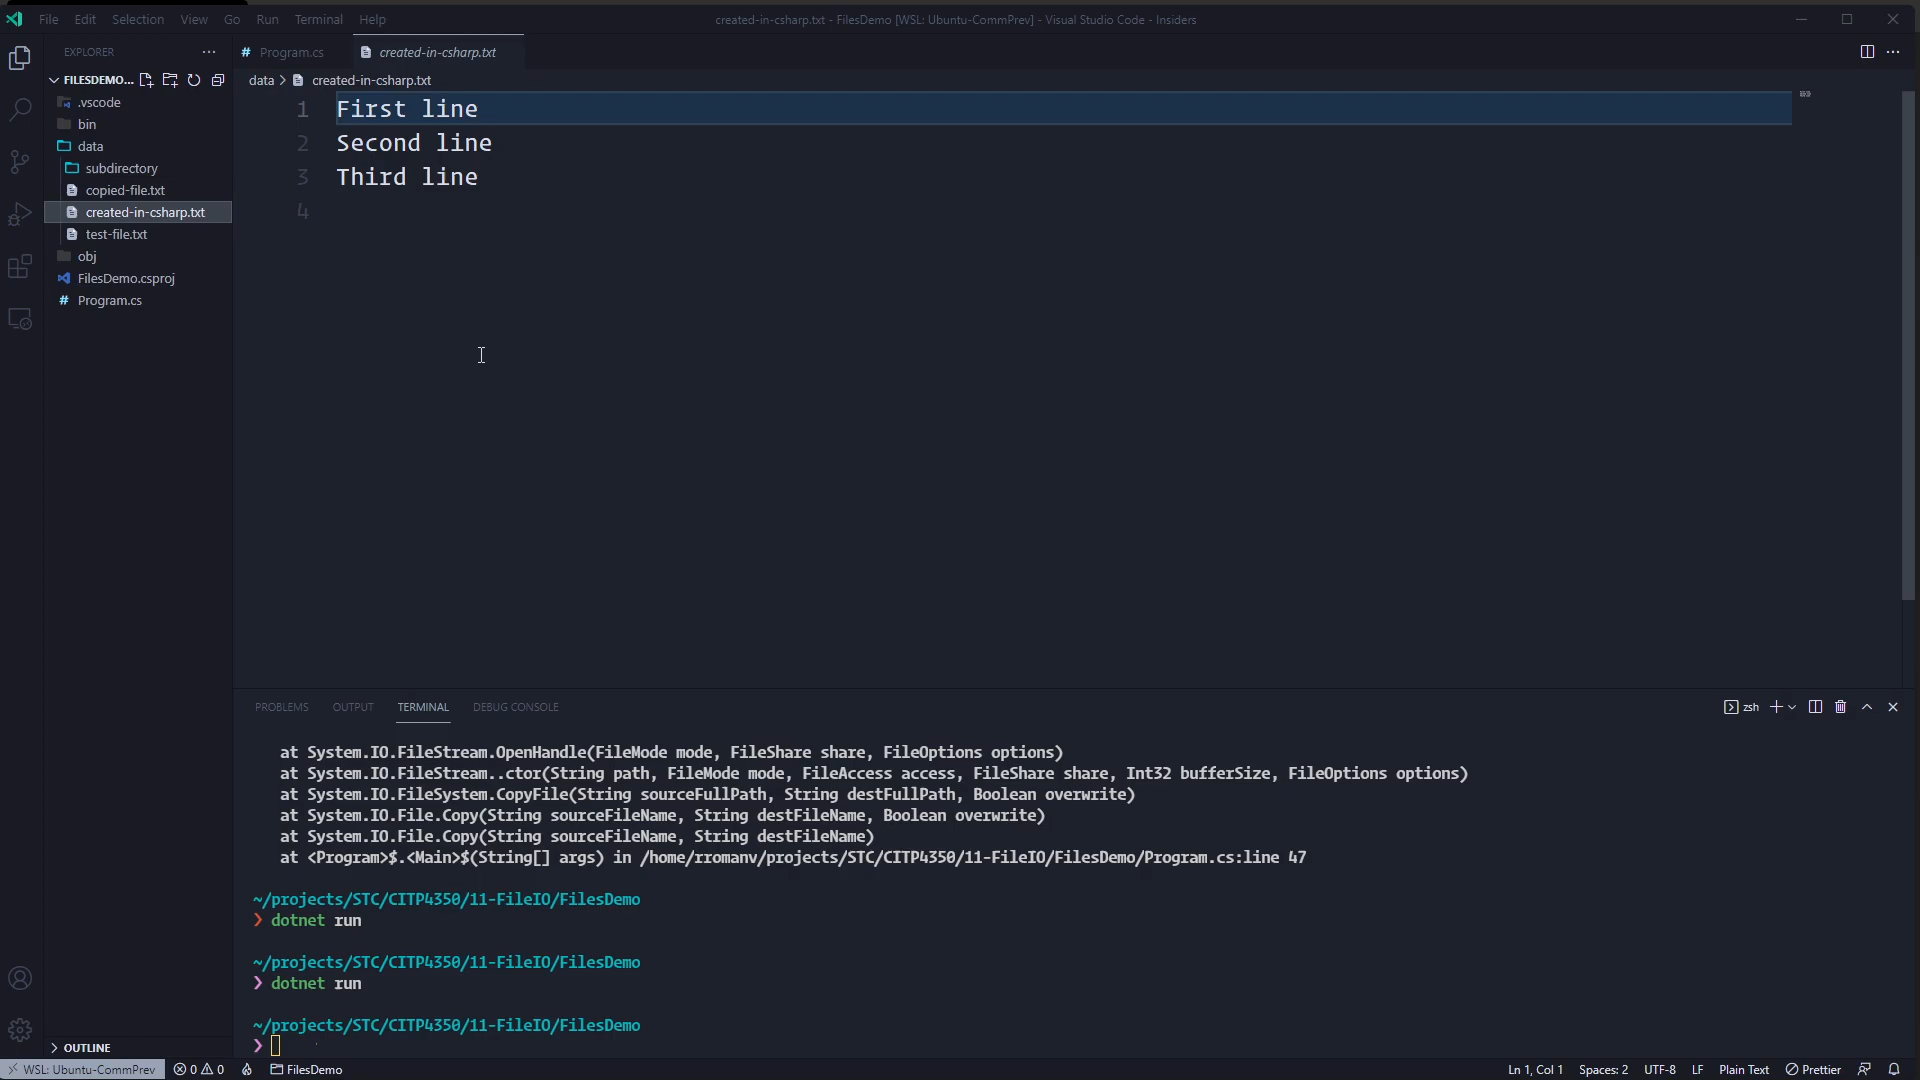 File Edit Selection View Go Run Terminal Help
created-in-csharp.txt - FilesDemo [WSL: Ubuntu-CommPrev] - Visual Studio Code - Insiders
EXPLORER
FILESDEMO...
.vscode
bin
data
subdirectory
copied-file.txt
created-in-csharp.txt
test-file.txt
obj
FilesDemo.csproj
# Program.cs
OUTLINE
# Program.cs
created-in-csharp.txt
data > created-in-csharp.txt
1 First line
2 Second line
3 Third line
4
PROBLEMS OUTPUT TERMINAL DEBUG CONSOLE
zsh
at System.IO.FileStream.OpenHandle(FileMode mode, FileShare share, FileOptions options)
at System.IO.FileStream..ctor(String path, FileMode mode, FileAccess access, FileShare share, Int32 bufferSize, FileOptions options)
at System.IO.FileSystem.CopyFile(String sourceFullPath, String destFullPath, Boolean overwrite)
at System.IO.File.Copy(String sourceFileName, String destFileName, Boolean overwrite)
at System.IO.File.Copy(String sourceFileName, String destFileName)
at <Program>$.<Main>$(String[] args) in /home/rromanv/projects/STC/CITP4350/11-FileIO/FilesDemo/Program.cs:line 47
~/projects/STC/CITP4350/11-FileIO/FilesDemo
❯ dotnet run
~/projects/STC/CITP4350/11-FileIO/FilesDemo
❯ dotnet run
~/projects/STC/CITP4350/11-FileIO/FilesDemo
❯
WSL: Ubuntu-CommPrev 0 0 FilesDemo
Ln 1, Col 1 Spaces: 2 UTF-8 LF Plain Text Prettier